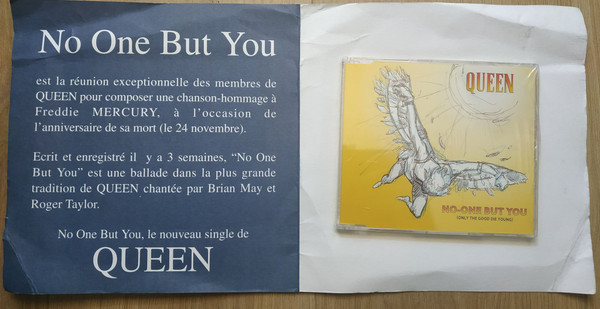 No One But You
est la réunion exceptionnelle des membres de
QUEEN pour composer une chanson-hommage à
Freddie MERCURY, à l'occasion de
l'anniversaire de sa mort (le 24 novembre).
Ecrit et enregistré il y a 3 semaines, "No One
But You" est une ballade dans la plus grande
tradition de QUEEN chantée par Brian May et
Roger Taylor.
No One But You, le nouveau single de
QUEEN
QUEEN
NO-ONE BUT YOU
(ONLY THE GOOD DIE YOUNG)